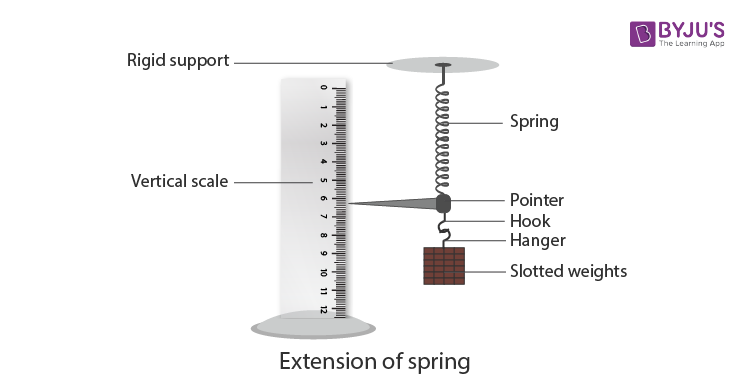 BYJU'S
The Learning App
Rigid support
0
1
2
3
4
5
6
7
8
9
10
11
12
Vertical scale
Spring
Pointer
Hook
Hanger
Slotted weights
Extension of spring